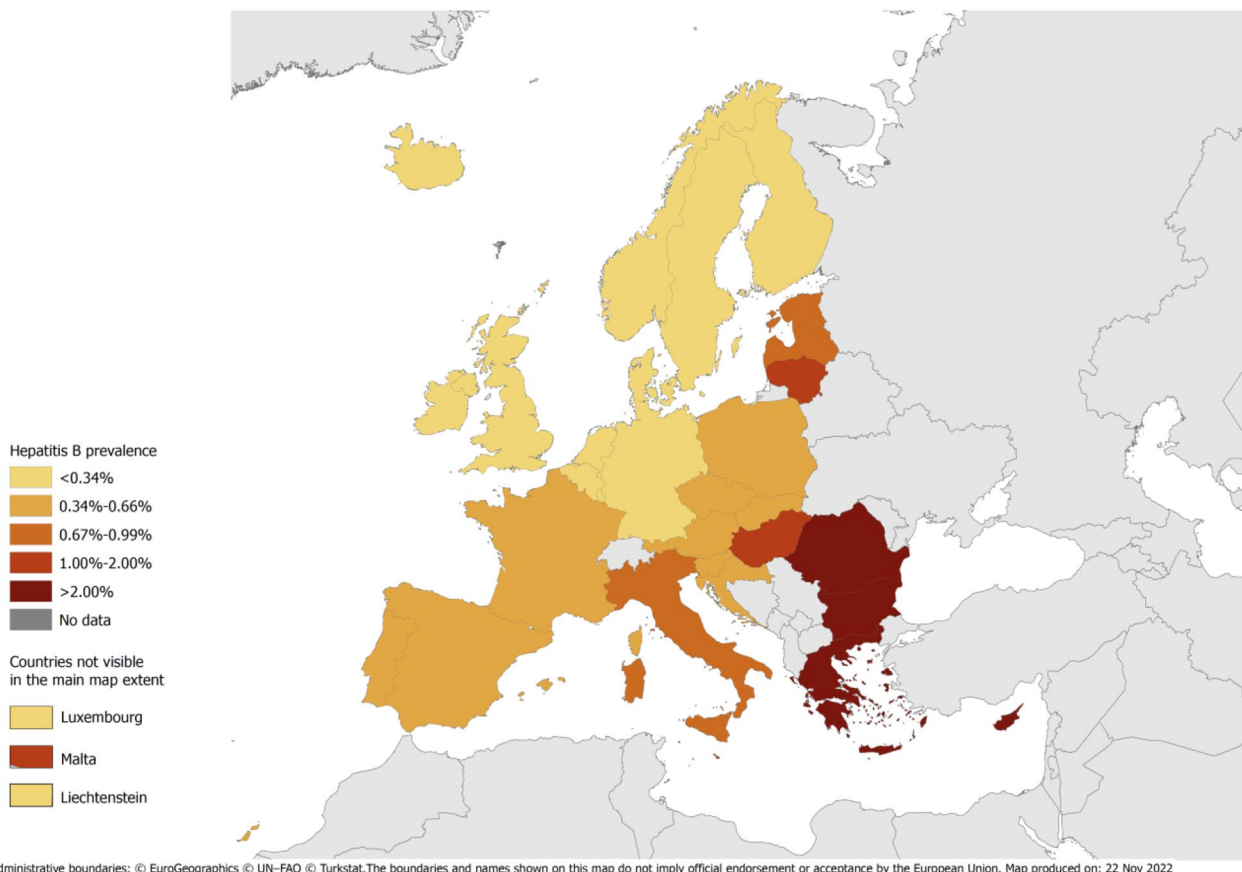 Hepatitis B prevalence
<0.34%
0.34%-0.66%
0.67%-0.99%
1.00%-2.00%
>2.00%
No data
Countries not visible
in the main map extent
Luxembourg
Malta
Liechtenstein
dministrative boundaries: © EuroGeographics © UN–FAO © Turkstat.The boundaries and names shown on this map do not imply official endorsement or acceptance by the European Union. Map produced on: 22 Nov 2022